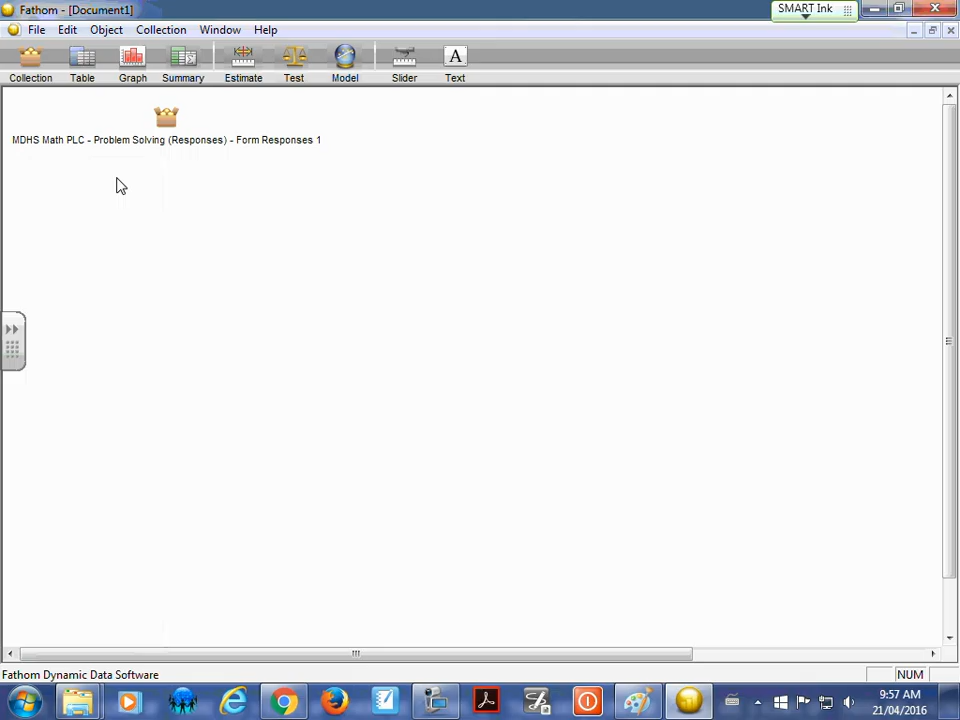 Fathom - [Document1]
SMART Ink
File Edit Object Collection Window Help
Collection Table Graph Summary Estimate Test Model Slider Text
A
MDHS Math PLC - Problem Solving (Responses) - Form Responses 1
Fathom Dynamic Data Software
NUM
9:57 AM
21/04/2016